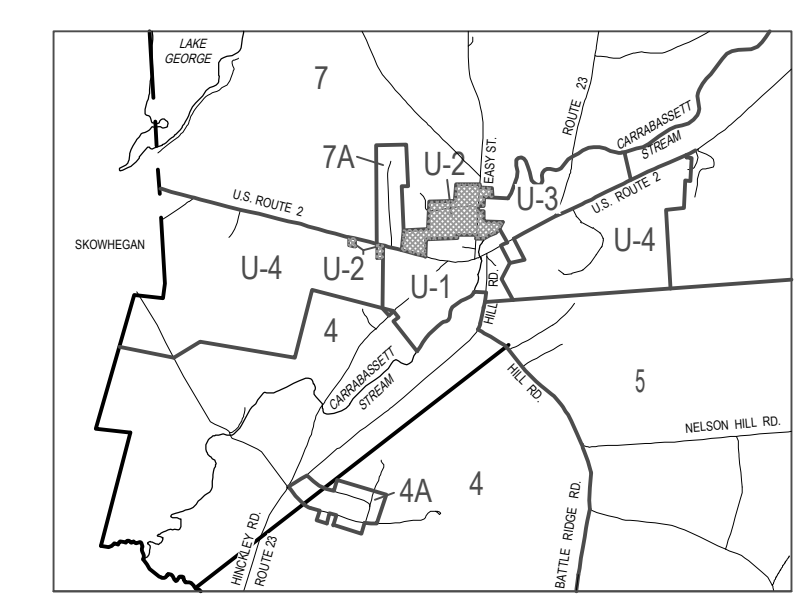 LAKE
GEORGE
7
ROUTE 23
CARRABASSETT
STREAM
7A
U-2
EASY ST.
U-3
U.S. ROUTE 2
U.S. ROUTE 2
SKOWHEGAN
U-4
U-2
U-1
U-4
HILL RD.
4
CARRABASSETT
STREAM
HILL RD.
5
NELSON HILL RD.
4A
4
HINCKLEY RD.
ROUTE 23
BATTLE RIDGE RD.